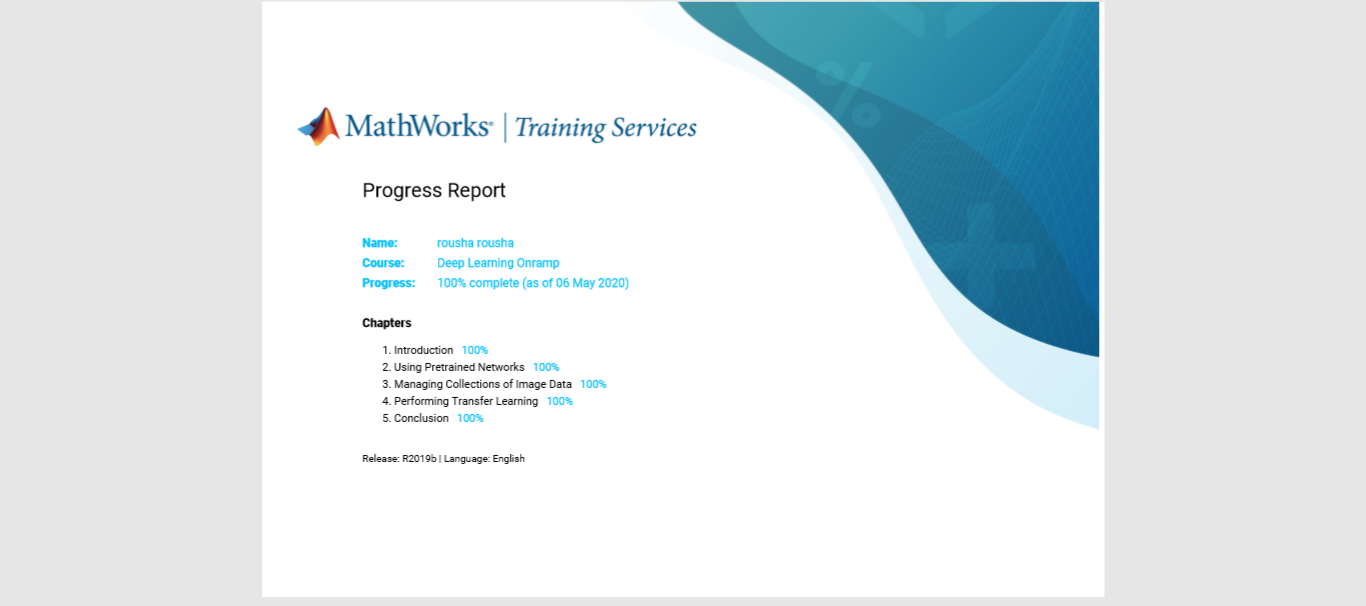 MathWorks® | Training Services
Progress Report
Name: rousha rousha
Course: Deep Learning Onramp
Progress: 100% complete (as of 06 May 2020)
Chapters
1. Introduction 100%
2. Using Pretrained Networks 100%
3. Managing Collections of Image Data 100%
4. Performing Transfer Learning 100%
5. Conclusion 100%
Release: R2019b | Language: English